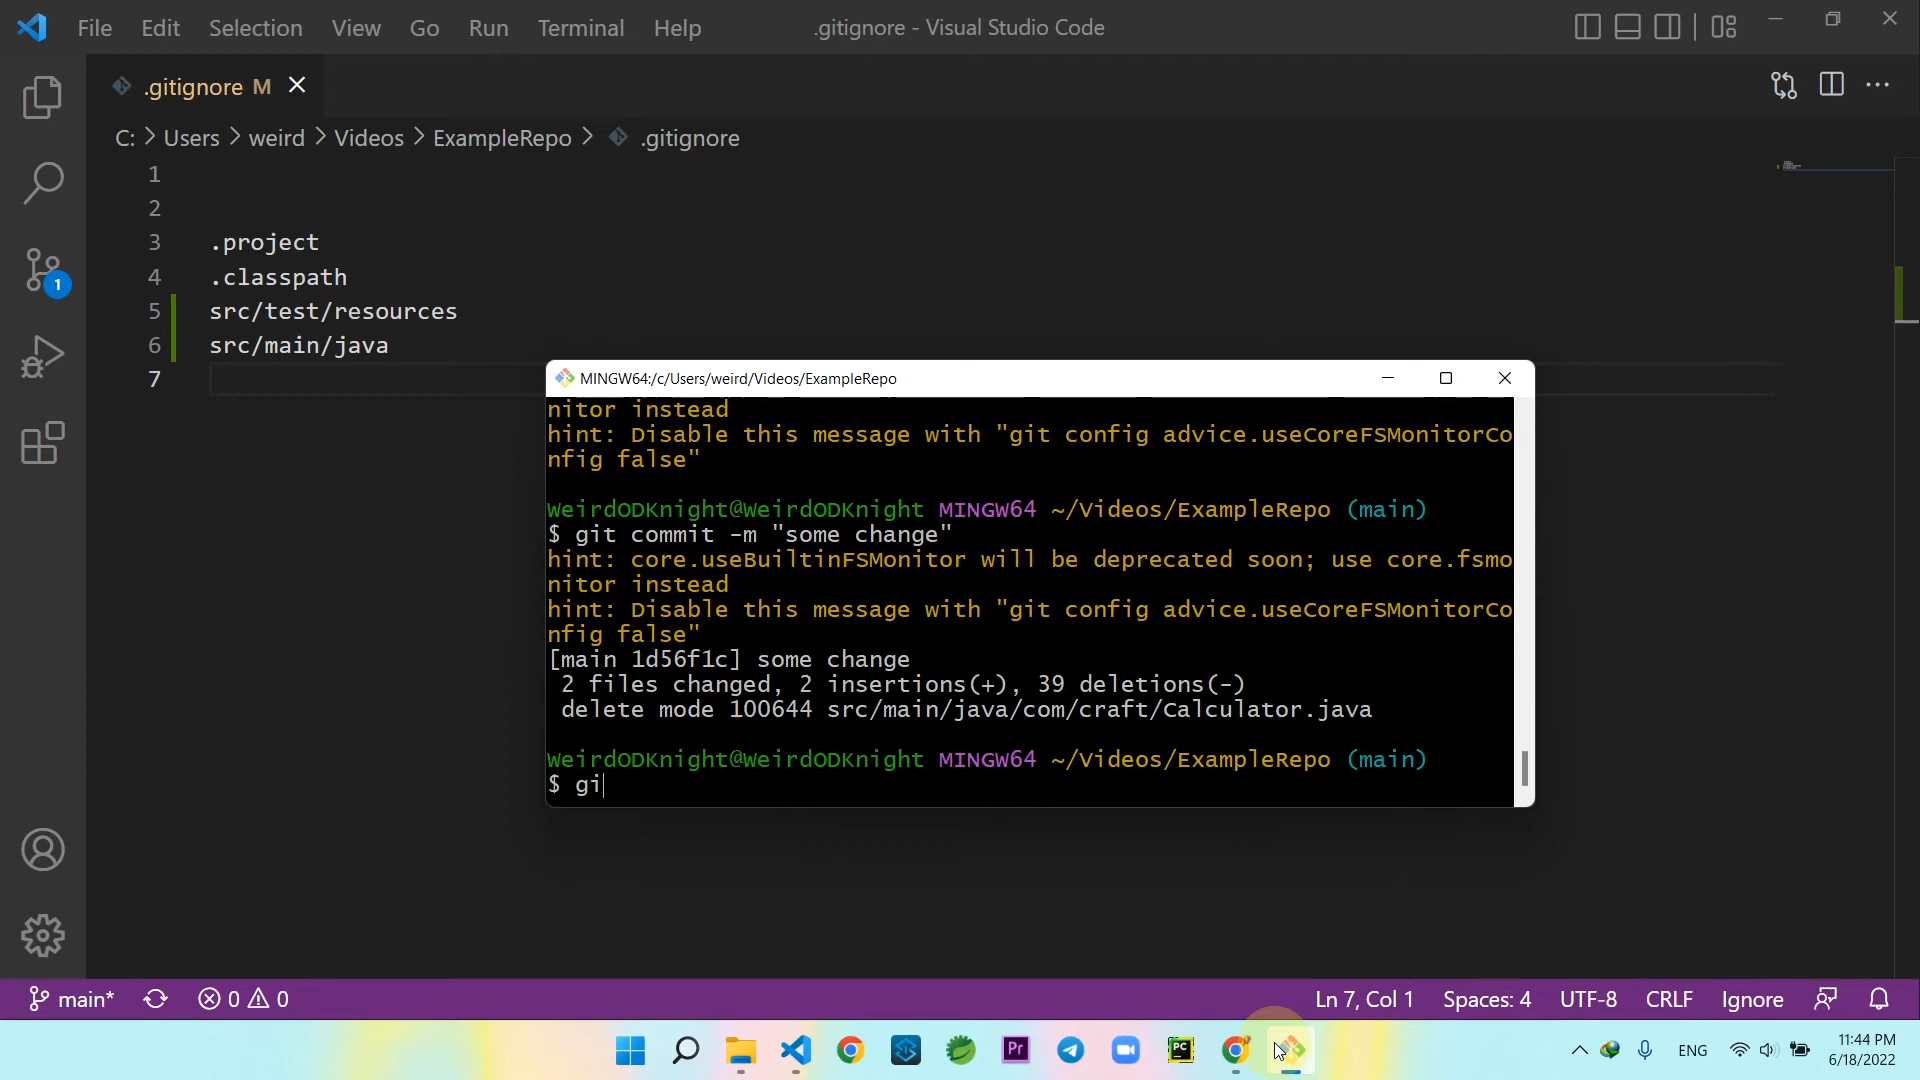 File Edit Selection View Go Run Terminal Help .gitignore - Visual Studio Code
.gitignore M
C: > Users > weird > Videos > ExampleRepo > .gitignore
1
2
3 .project
4 .classpath
5 src/test/resources
6 src/main/java
7
1
MINGW64:/c/Users/weird/Videos/ExampleRepo
nitor instead
hint: Disable this message with "git config advice.useCoreFSMonitorCo
nfig false"
WeirdODKnight@WeirdODKnight MINGW64 ~/Videos/ExampleRepo (main)
$ git commit -m "some change"
hint: core.useBuiltinFSMonitor will be deprecated soon; use core.fsmo
nitor instead
hint: Disable this message with "git config advice.useCoreFSMonitorCo
nfig false"
[main 1d56f1c] some change
2 files changed, 2 insertions(+), 39 deletions(-)
delete mode 100644 src/main/java/com/craft/Calculator.java
WeirdODKnight@WeirdODKnight MINGW64 ~/Videos/ExampleRepo (main)
$ gi
main* 0 0 Ln 7, Col 1 Spaces: 4 UTF-8 CRLF Ignore
Pr PC ENG 11:44 PM
6/18/2022